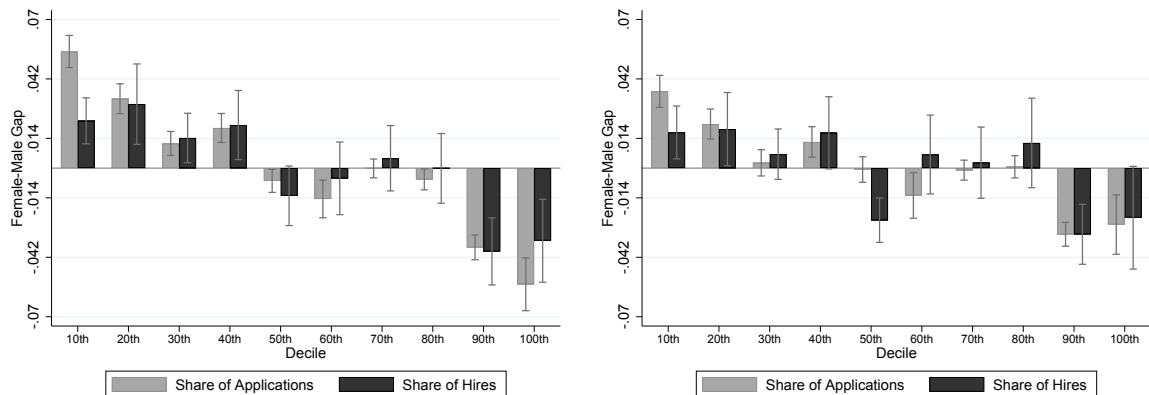 Female-Male Gap
.07
.042
.014
-.014
-.042
-.07
10th 20th 30th 40th 50th 60th 70th 80th 90th 100th
Decile
Share of Applications Share of Hires
Female-Male Gap
.07
.042
.014
-.014
-.042
-.07
10th 20th 30th 40th 50th 60th 70th 80th 90th 100th
Decile
Share of Applications Share of Hires